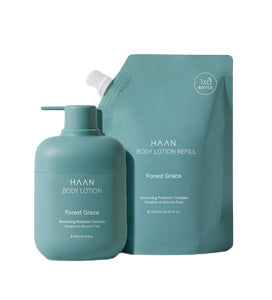 1x3
BOTTLE
HAAN
BODY LOTION REFILL
Forest Grace
Nourishing Prebiotic Complex
Paraben & Silicone Free
HAAN
BODY LOTION
Forest Grace
Nourishing Prebiotic Complex
Paraben & Silicone Free